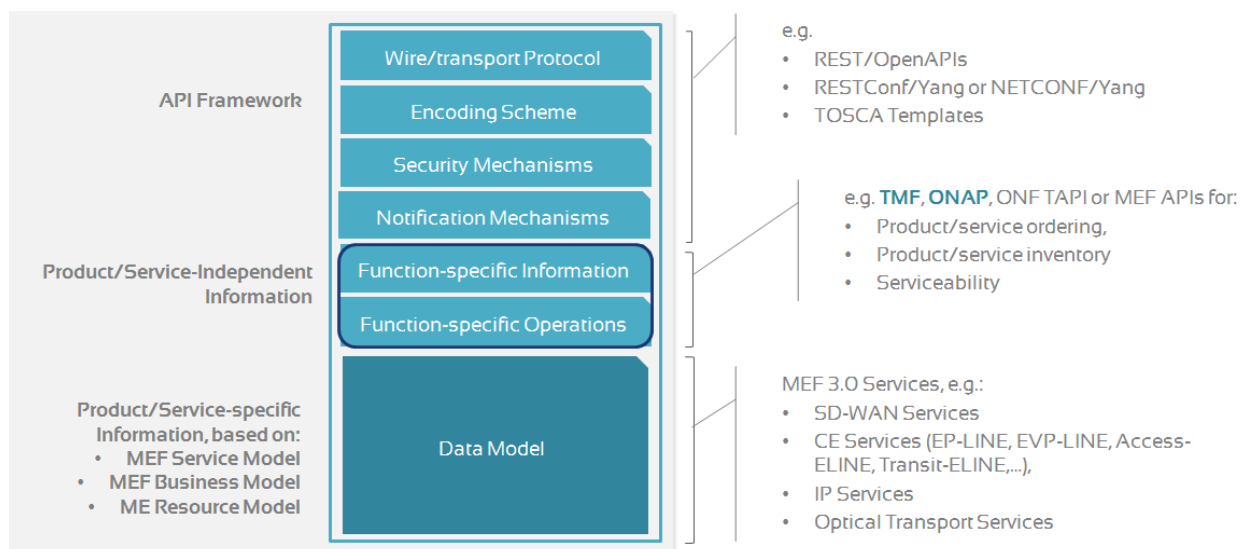 API Framework
Wire/transport Protocol
Encoding Scheme
Security Mechanisms
Notification Mechanisms
e.g.
• REST/OpenAPIs
• RESTConf/Yang or NETCONF/Yang
• TOSCA Templates
Product/Service-Independent
Information
Function-specific Information
Function-specific Operations
e.g. TMF, ONAP, ONF TAPI or MEF APIs for:
• Product/service ordering,
• Product/service inventory
• Serviceability
Product/Service-specific
Information, based on:
• MEF Service Model
• MEF Business Model
• ME Resource Model
Data Model
MEF 3.0 Services, e.g.:
• SD-WAN Services
• CE Services (EP-LINE, EVP-LINE, Access-
ELINE, Transit-ELINE,...),
• IP Services
• Optical Transport Services